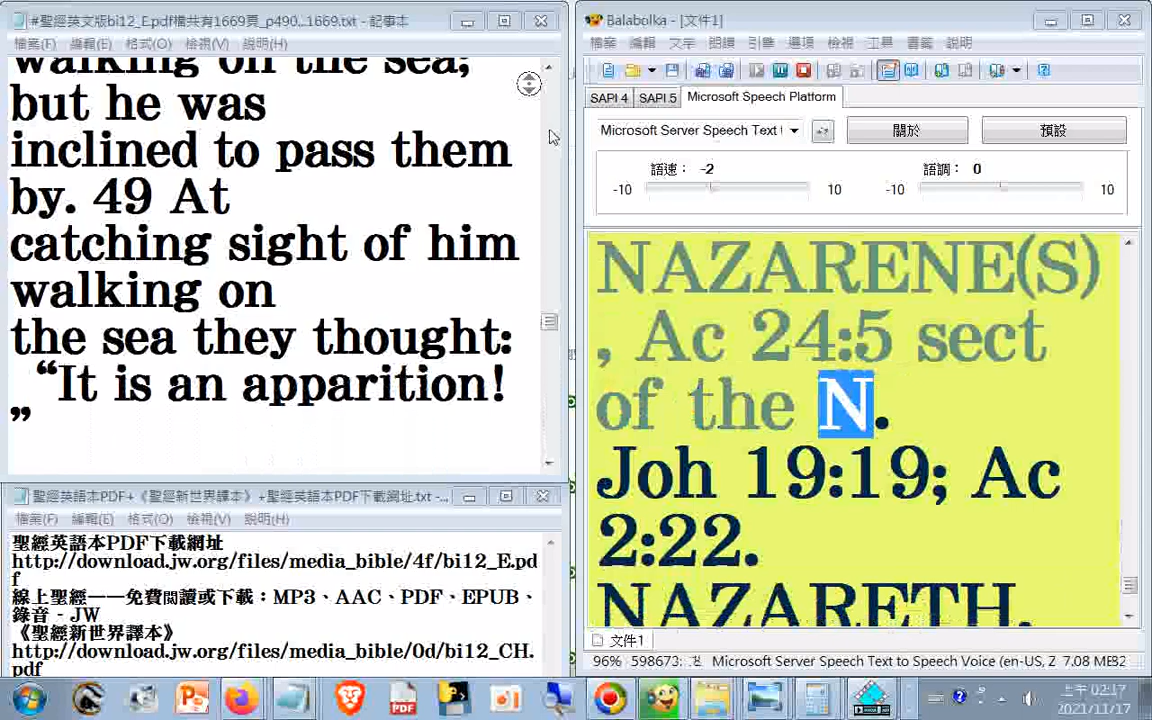 #聖經英文版bi12_E.pdf檔共有1669頁_p490...1669.txt - 記事本
檔案(F) 編輯(E) 格式(O) 檢視(V) 說明(H)
walking on the sea;
but he was
inclined to pass them
by. 49 At
catching sight of him
walking on
the sea they thought:
“It is an apparition!
”
聖經英語本PDF+《聖經新世界譯本》+聖經英語本PDF下載網址.txt -...
檔案(F) 編輯(E) 格式(O) 檢視(V) 說明(H)
聖經英語本PDF下載網址
http://download.jw.org/files/media_bible/4f/bi12_E.pd
f
線上聖經——免費閱讀或下載：MP3、AAC、PDF、EPUB、
錄音 - JW
《聖經新世界譯本》
http://download.jw.org/files/media_bible/0d/bi12_CH.
pdf
Balabolka - [文件1]
檔案 編輯 文字 閱讀 引擎 選項 檢視 工具 書籤 說明
SAPI 4 SAPI 5 Microsoft Speech Platform
Microsoft Server Speech Text 關於 預設
語速： -2 語調： 0
-10 10 -10 10
NAZARENE(S)
, Ac 24:5 sect
of the N.
Joh 19:19; Ac
2:22.
NAZARETH.
文件1
96% 598673: Microsoft Server Speech Text to Speech Voice (en-US, Z 7.08 MB
上午 02:17
2021/11/17